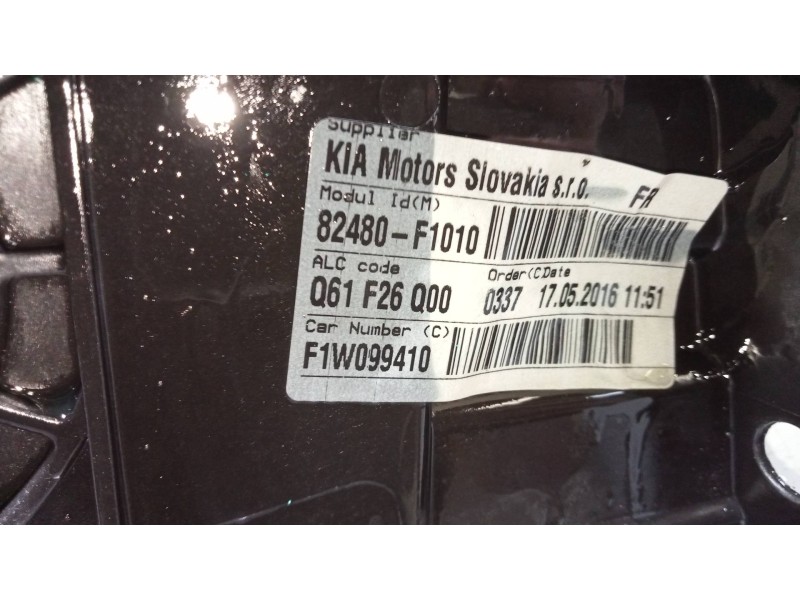 Supplier
KIA Motors Slovakia s.r.o. FR
Modul Id(M)
82480-F1010
ALC code Order(C)Date
Q61 F26 Q00 0337 17.05.2016 11:51
Car Number (C)
F1W099410